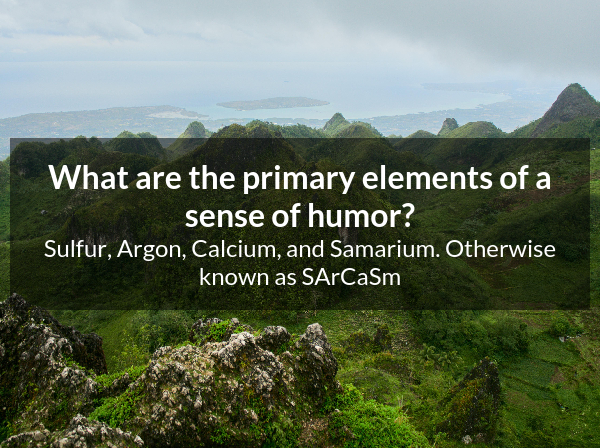 What are the primary elements of a
sense of humor?
Sulfur, Argon, Calcium, and Samarium. Otherwise
known as SArCaSm